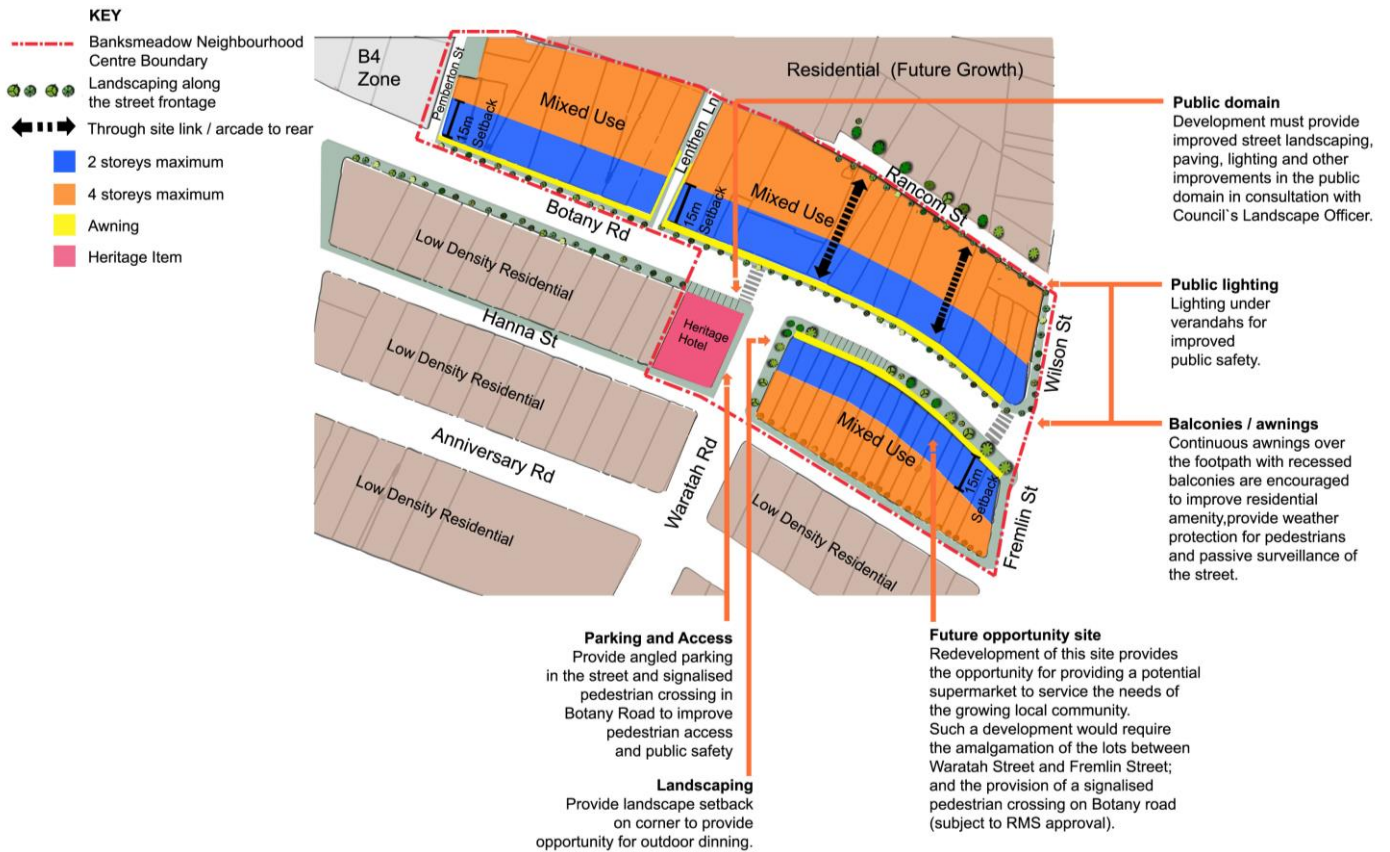 KEY
Banksmeadow Neighbourhood
Centre Boundary
Landscaping along
the street frontage
Through site link / arcade to rear
2 storeys maximum
4 storeys maximum
Awning
Heritage Item
B4
Zone
Pemberton St
15m
Setback
Mixed Use
Lenthen Ln
Residential (Future Growth)
15m
Setback
Mixed Use
Rancom St
Botany Rd
Low Density Residential
Hanna St
Heritage
Hotel
Low Density Residential
Anniversary Rd
Low Density Residential
Waratah Rd
Mixed Use
15m
Setback
Low Density Residential
Fremlin St
Wilson St
Public domain
Development must provide
improved street landscaping,
paving, lighting and other
improvements in the public
domain in consultation with
Council`s Landscape Officer.
Public lighting
Lighting under
verandahs for
improved
public safety.
Balconies / awnings
Continuous awnings over
the footpath with recessed
balconies are encouraged
to improve residential
amenity,provide weather
protection for pedestrians
and passive surveillance of
the street.
Parking and Access
Provide angled parking
in the street and signalised
pedestrian crossing in
Botany Road to improve
pedestrian access
and public safety
Landscaping
Provide landscape setback
on corner to provide
opportunity for outdoor dinning.
Future opportunity site
Redevelopment of this site provides
the opportunity for providing a potential
supermarket to service the needs of
the growing local community.
Such a development would require
the amalgamation of the lots between
Waratah Street and Fremlin Street;
and the provision of a signalised
pedestrian crossing on Botany road
(subject to RMS approval).